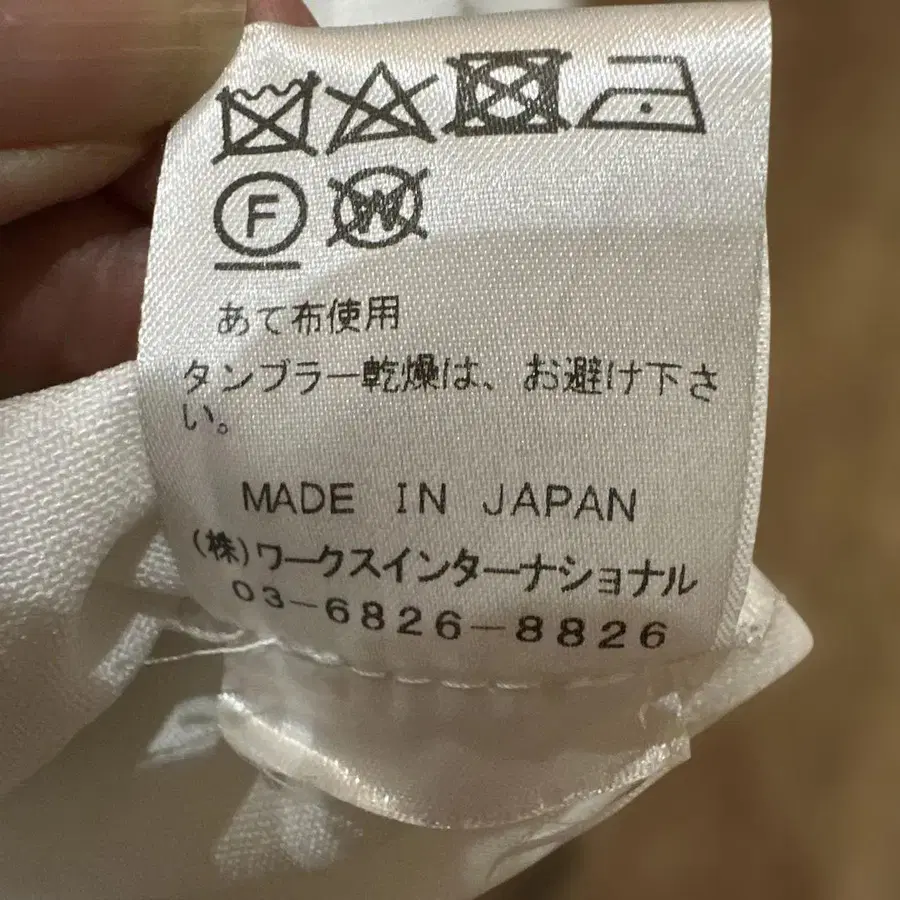 F
W
あて布使用
タンブラー乾燥は、お避け下さ
い。
MADE IN JAPAN
(株)ワークスインターナショナル
03-6826-8826